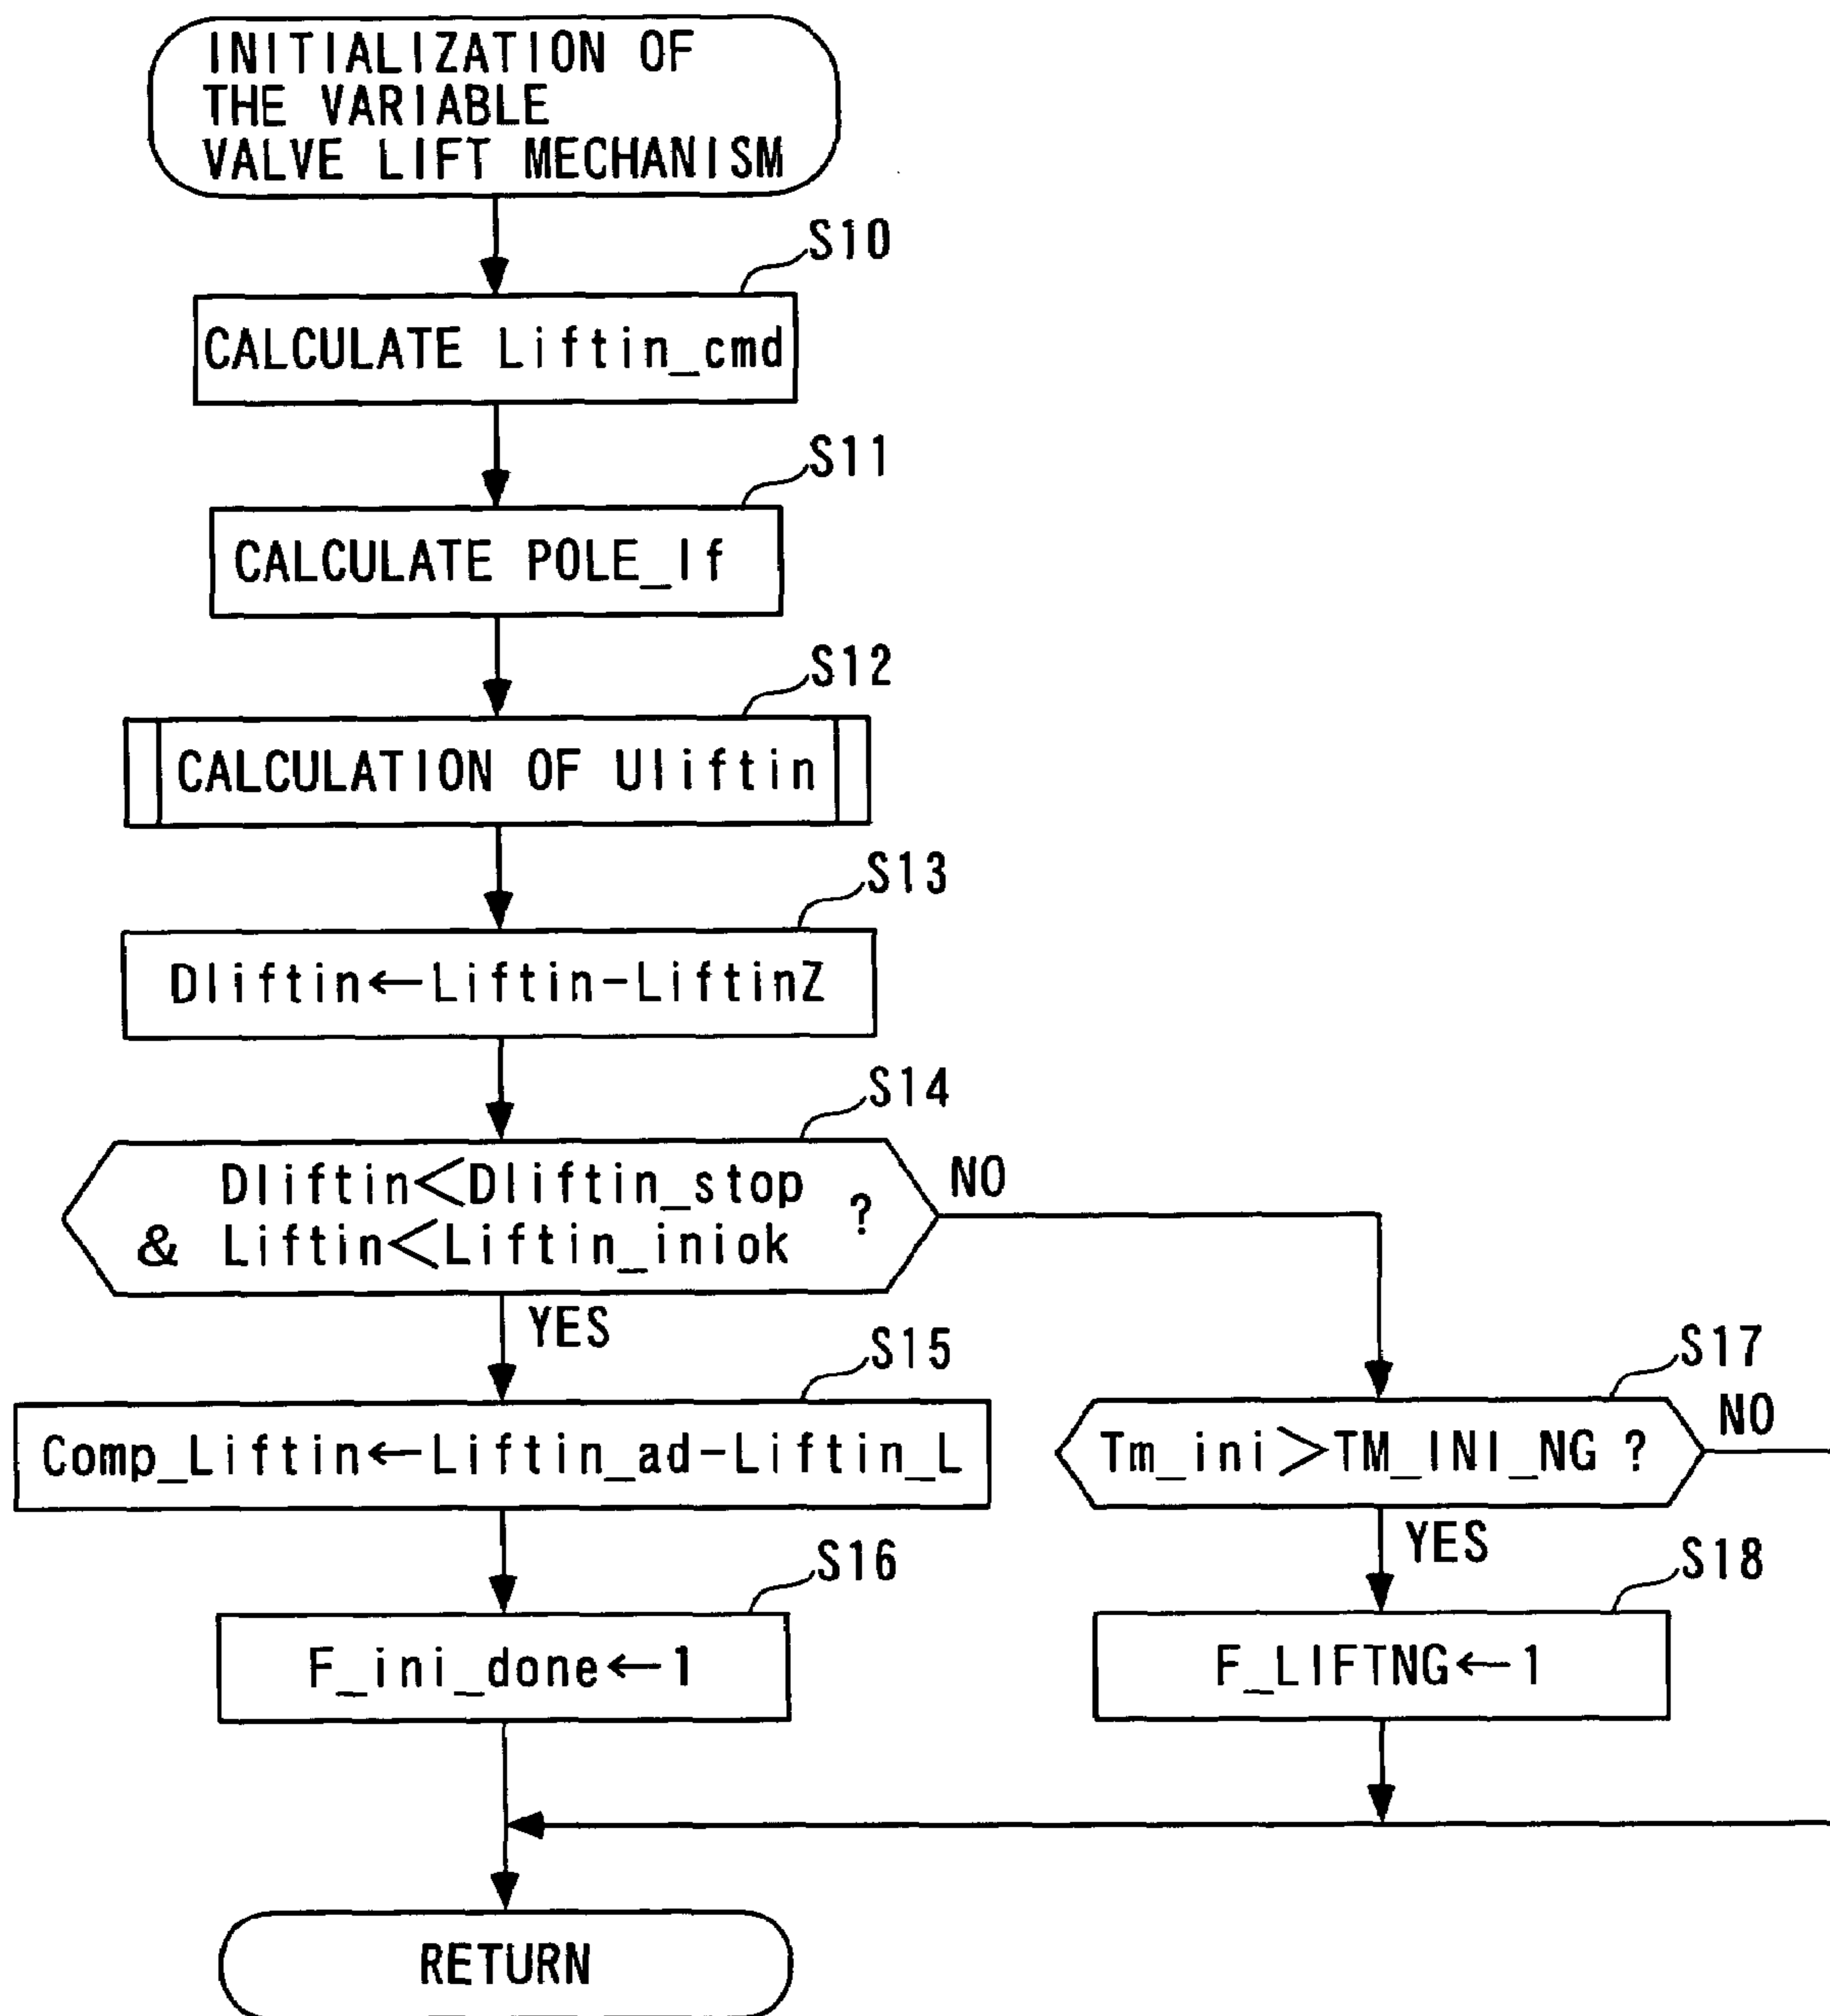 INITIALIZATION OF
THE VARIABLE
VALVE LIFT MECHANISM
S10
CALCULATE Liftin_cmd
S11
CALCULATE POLE_lf
S12
CALCULATION OF Uliftin
S13
Dliftin←Liftin-LiftinZ
S14
Dliftin<Dliftin_stop
& Liftin<Liftin_iniok ?
NO
YES
S15
Comp_Liftin←Liftin_ad-Liftin_L
S17
Tm_ini>TM_INI_NG ?
NO
YES
S16
F_ini_done←1
S18
F_LIFTNG←1
RETURN